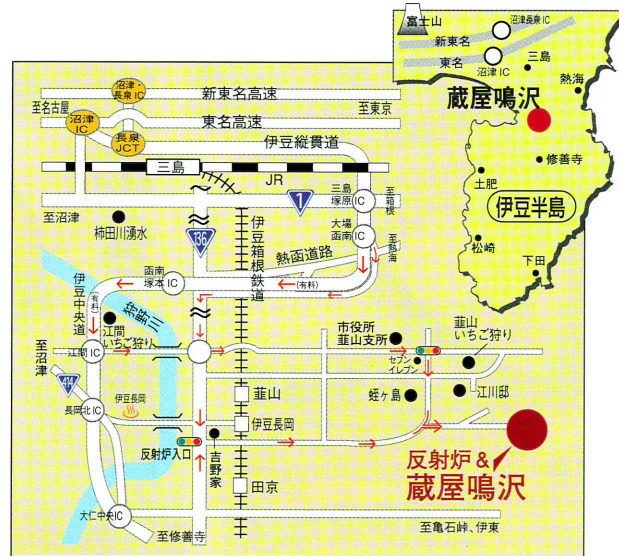 富士山
沼津長泉IC
新東名
東名
沼津IC
三島
熱海
蔵屋鳴沢
修善寺
土肥
伊豆半島
松崎
下田
沼津・
長泉IC
新東名高速
至名古屋
至東京
沼津
IC
東名高速
長泉
JCT
伊豆縦貫道
三島
JR
1
三島
塚原IC
至箱根
至沼津
柿田川湧水
136
伊豆箱根鉄道
大場
函南IC
至熱海
熱函道路
(有料)
函南
塚本IC
伊豆中央道
(有料)
狩野川
江間
いちご狩り
市役所
韮山支所
韮山
いちご狩り
至沼津
江間IC
セブン
イレブン
414
韮山
蛭ヶ島
江川邸
長岡北IC
伊豆長岡
伊豆長岡
反射炉入口
吉野家
反射炉&
蔵屋鳴沢
田京
大仁中央IC
至修善寺
至亀石峠、伊東